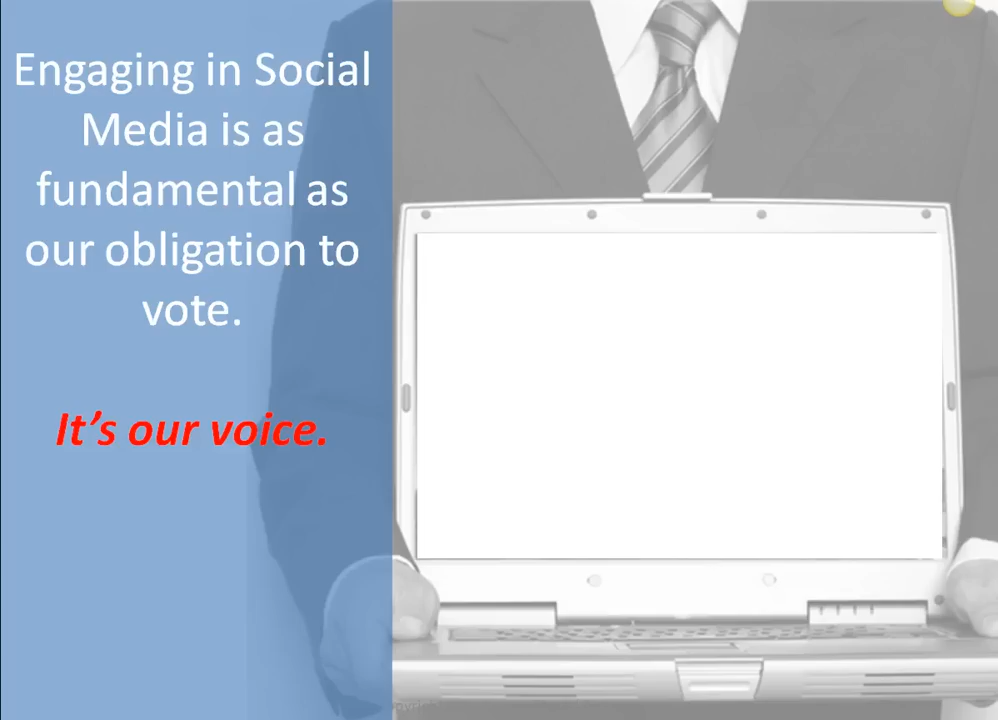 Engaging in Social
Media is as
fundamental as
our obligation to
vote.
It's our voice.